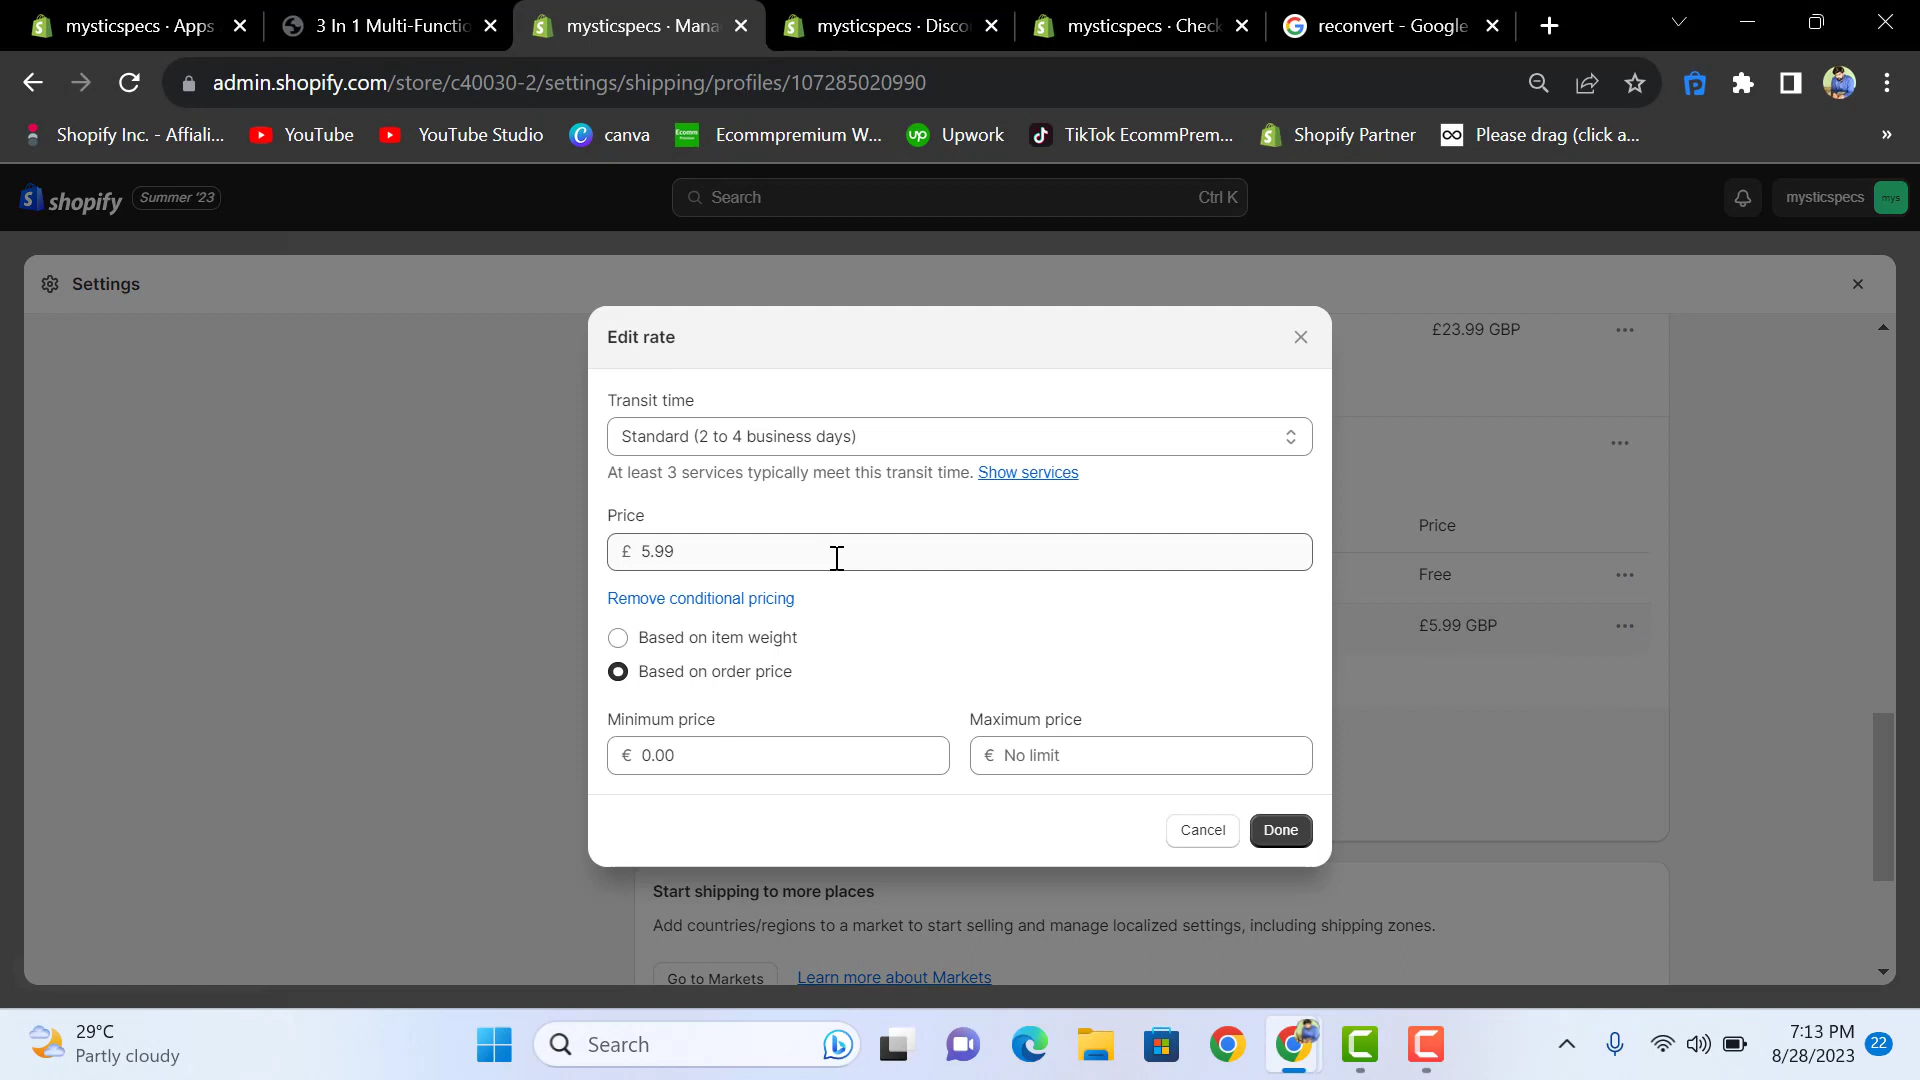 mysticspecs · Apps
3 In 1 Multi-Functio
mysticspecs · Mana
mysticspecs · Disco
mysticspecs · Check
reconvert - Google
admin.shopify.com/store/c40030-2/settings/shipping/profiles/107285020990
Shopify Inc. - Affiali...
YouTube
YouTube Studio
canva
Ecommpremium W...
Upwork
TikTok EcommPrem...
Shopify Partner
Please drag (click a...
»
shopify
Summer '23
Search
Ctrl K
mysticspecs
mys
Settings
£23.99 GBP
Edit rate
Transit time
Standard (2 to 4 business days)
At least 3 services typically meet this transit time. Show services
Price
£ 5.99
Remove conditional pricing
Based on item weight
Based on order price
Minimum price
Maximum price
€ 0.00
€ No limit
Cancel
Done
Price
Free
£5.99 GBP
Start shipping to more places
Add countries/regions to a market to start selling and manage localized settings, including shipping zones.
Go to Markets
Learn more about Markets
29°C
Partly cloudy
Search
7:13 PM
8/28/2023
22